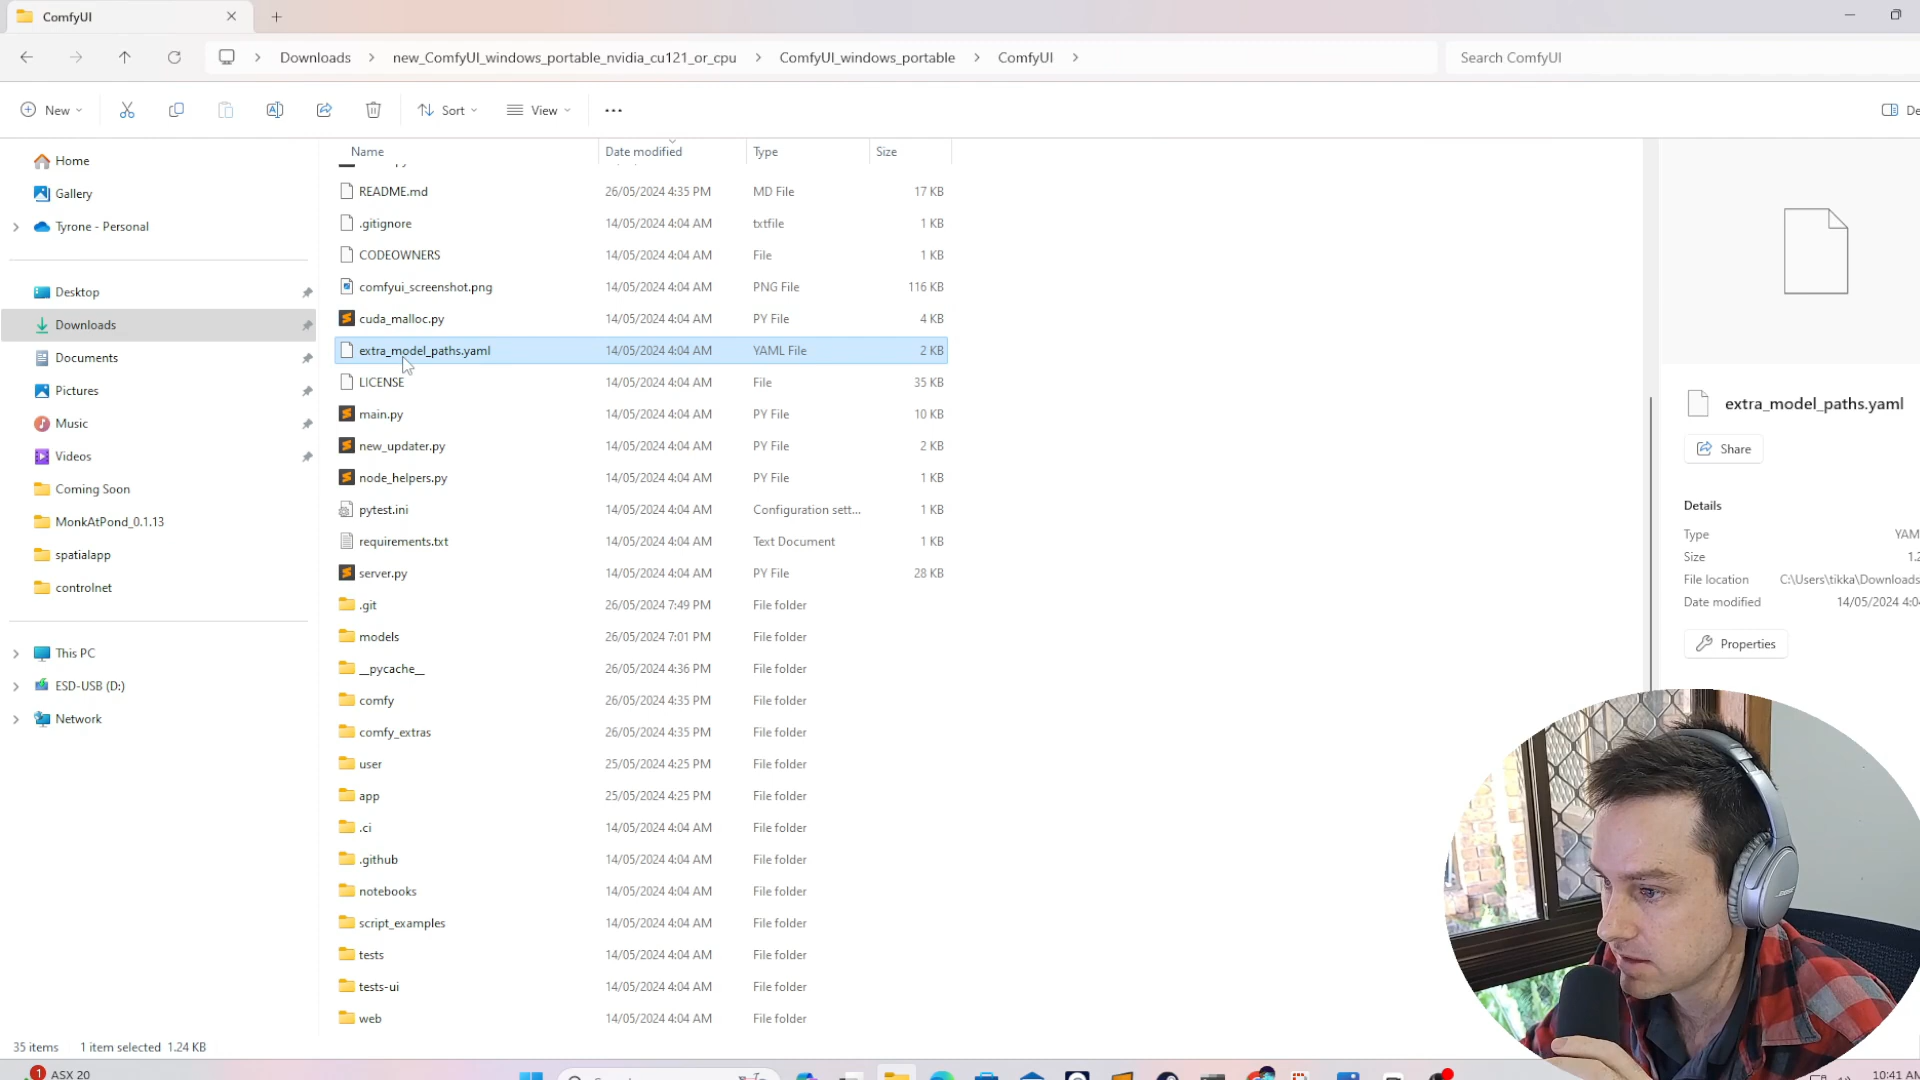 ComfyUI
Downloads > new_ComfyUI_windows_portable_nvidia_cu121_or_cpu > ComfyUI_windows_portable > ComfyUI >
Search ComfyUI
New
Sort
View
Name Date modified Type Size
Home
Gallery
Tyrone - Personal
Desktop
Downloads
Documents
Pictures
Music
Videos
Coming Soon
MonkAtPond_0.1.13
spatialapp
controlnet
This PC
ESD-USB (D:)
Network
README.md 26/05/2024 4:35 PM MD File 17 KB
.gitignore 14/05/2024 4:04 AM txtfile 1 KB
CODEOWNERS 14/05/2024 4:04 AM File 1 KB
comfyui_screenshot.png 14/05/2024 4:04 AM PNG File 116 KB
cuda_malloc.py 14/05/2024 4:04 AM PY File 4 KB
extra_model_paths.yaml 14/05/2024 4:04 AM YAML File 2 KB
LICENSE 14/05/2024 4:04 AM File 35 KB
main.py 14/05/2024 4:04 AM PY File 10 KB
new_updater.py 14/05/2024 4:04 AM PY File 2 KB
node_helpers.py 14/05/2024 4:04 AM PY File 1 KB
pytest.ini 14/05/2024 4:04 AM Configuration sett... 1 KB
requirements.txt 14/05/2024 4:04 AM Text Document 1 KB
server.py 14/05/2024 4:04 AM PY File 28 KB
.git 26/05/2024 7:49 PM File folder
models 26/05/2024 7:01 PM File folder
__pycache__ 26/05/2024 4:36 PM File folder
comfy 26/05/2024 4:35 PM File folder
comfy_extras 26/05/2024 4:35 PM File folder
user 25/05/2024 4:25 PM File folder
app 25/05/2024 4:25 PM File folder
.ci 14/05/2024 4:04 AM File folder
.github 14/05/2024 4:04 AM File folder
notebooks 14/05/2024 4:04 AM File folder
script_examples 14/05/2024 4:04 AM File folder
tests 14/05/2024 4:04 AM File folder
tests-ui 14/05/2024 4:04 AM File folder
web 14/05/2024 4:04 AM File folder
extra_model_paths.yaml
Share
Details
Type YAM
Size 1.2
File location C:\Users\tikka\Downloads
Date modified 14/05/2024 4:04
Properties
35 items 1 item selected 1.24 KB
1 ASX 20
10:41 AM